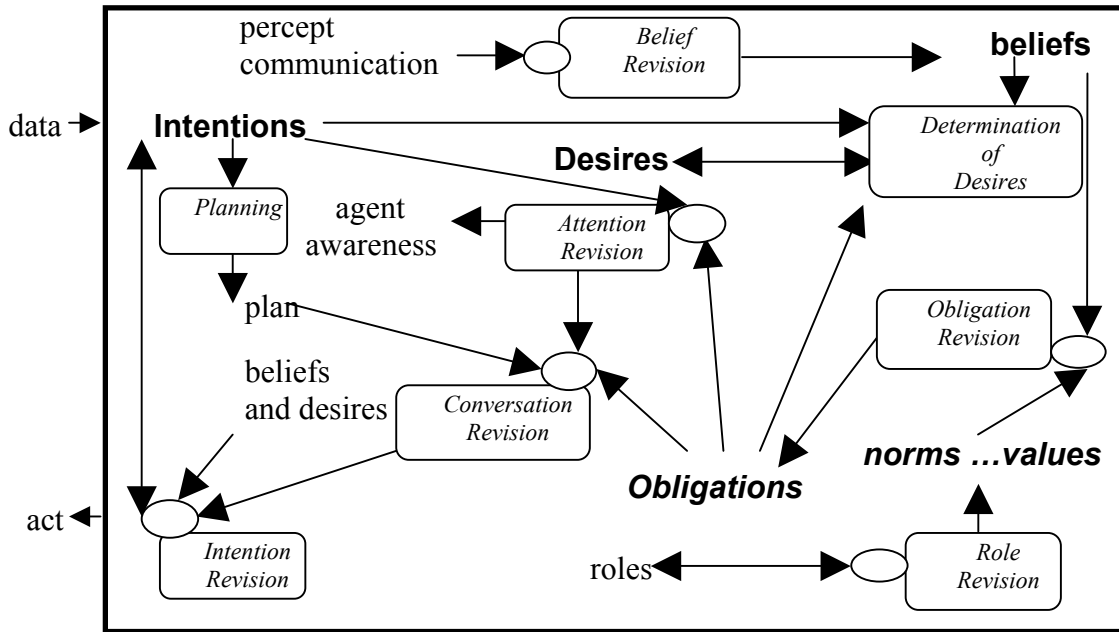 percept
communication
Belief
Revision
beliefs
data
Intentions
Determination
of
Desires
Desires
Planning
agent
awareness
Attention
Revision
plan
Obligation
Revision
beliefs
and desires
Conversation
Revision
norms ...values
Obligations
act
Intention
Revision
roles
Role
Revision